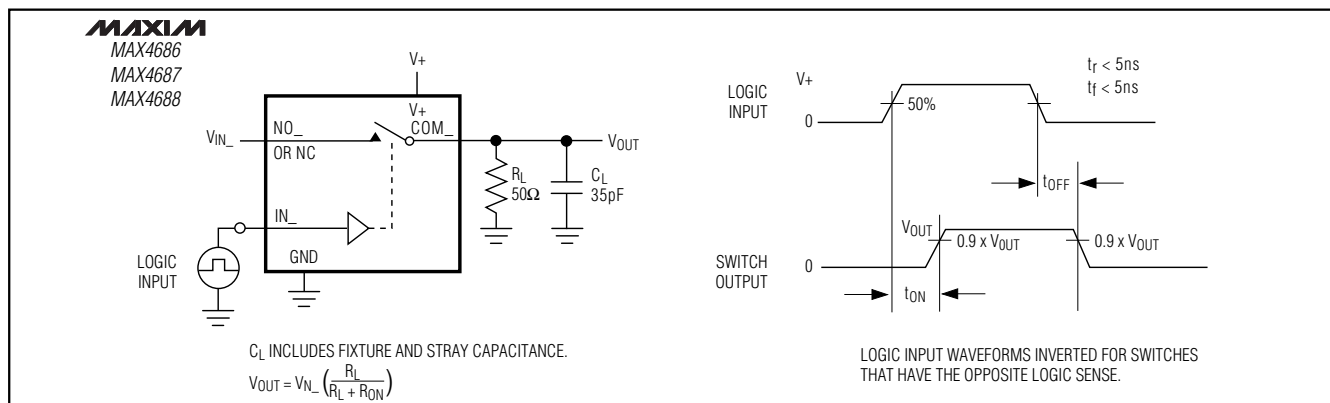 MAXIM
MAX4686
MAX4687
MAX4688
V+
V+
VIN_
NO_
OR NC
COM_
VOUT
RL
50Ω
CL
35pF
IN_
GND
LOGIC
INPUT
CL INCLUDES FIXTURE AND STRAY CAPACITANCE.
VOUT = VN_ (RL / RL + RON)
LOGIC
INPUT
V+
0
50%
tr < 5ns
tf < 5ns
tOFF
SWITCH
OUTPUT
VOUT
0
0.9 x VOUT
0.9 x VOUT
tON
LOGIC INPUT WAVEFORMS INVERTED FOR SWITCHES
THAT HAVE THE OPPOSITE LOGIC SENSE.